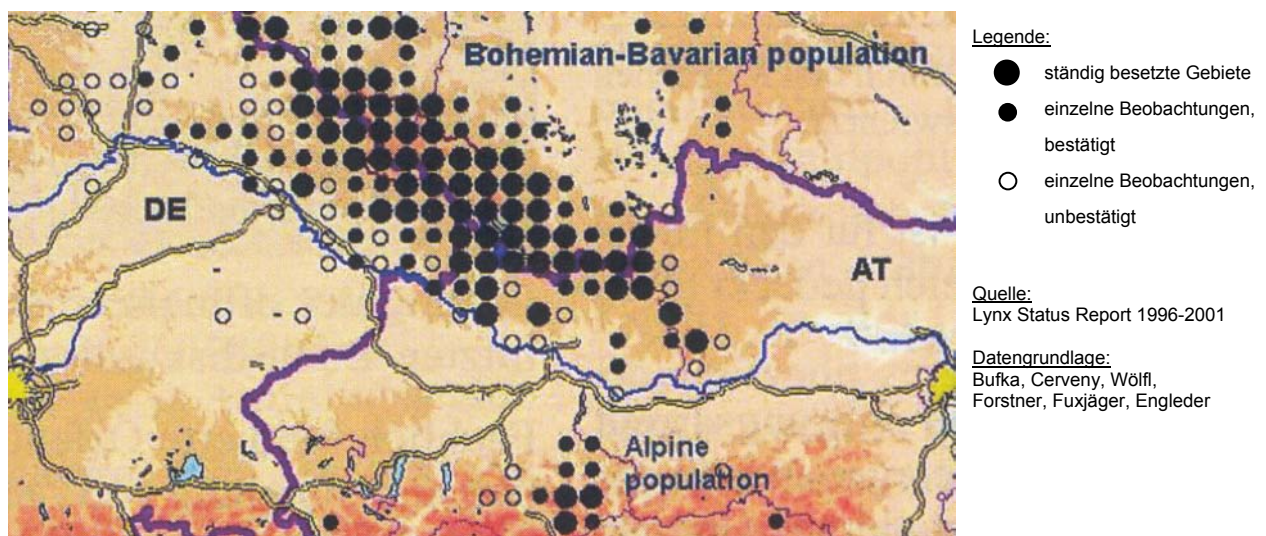 Bohemian-Bavarian population
DE
AT
Alpine
population
Legende:
ständig besetzte Gebiete
einzelne Beobachtungen,
bestätigt
einzelne Beobachtungen,
unbestätigt
Quelle:
Lynx Status Report 1996-2001
Datengrundlage:
Bufka, Cerveny, Wölfl,
Forstner, Fuxjäger, Engleder